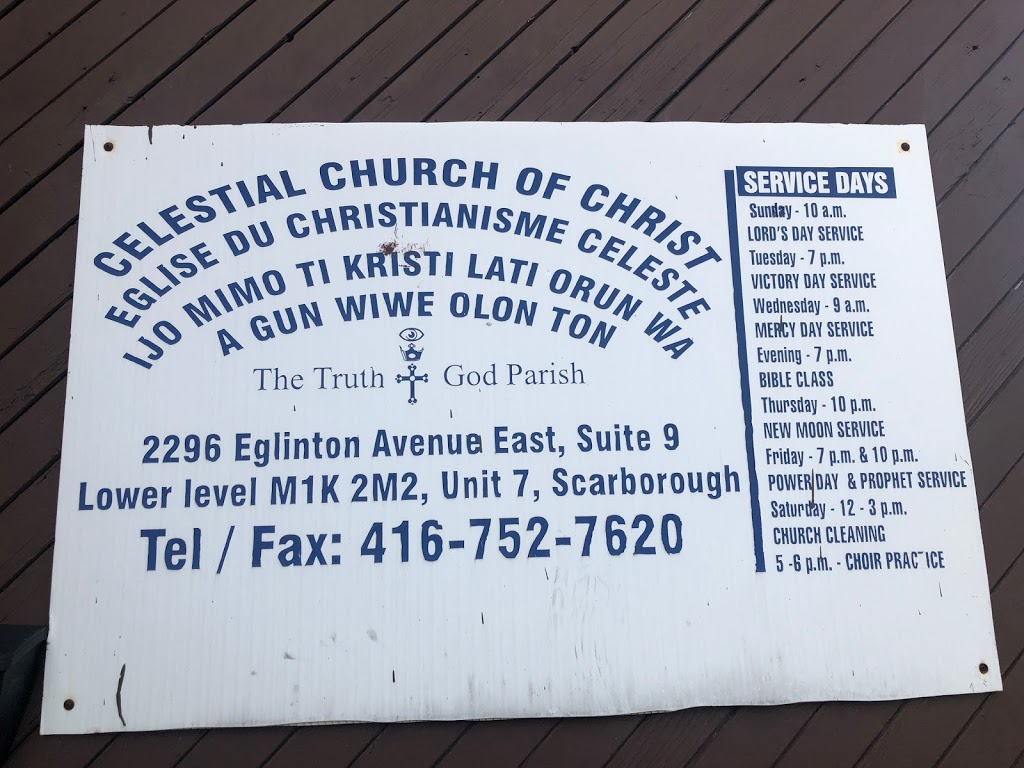 CELESTIAL CHURCH OF CHRIST
EGLISE DU CHRISTIANISME CELESTE
IJO MIMO TI KRISTI LATI ORUN WA
A GUN WIWE OLON TON
The Truth God Parish
2296 Eglinton Avenue East, Suite 9
Lower level M1K 2M2, Unit 7, Scarborough
Tel / Fax: 416-752-7620
SERVICE DAYS
Sunday - 10 a.m.
LORD'S DAY SERVICE
Tuesday - 7 p.m.
VICTORY DAY SERVICE
Wednesday - 9 a.m.
MERCY DAY SERVICE
Evening - 7 p.m.
BIBLE CLASS
Thursday - 10 p.m.
NEW MOON SERVICE
Friday - 7 p.m. & 10 p.m.
POWER DAY & PROPHET SERVICE
Saturday - 12 - 3 p.m.
CHURCH CLEANING
5 -6 p.m. - CHOIR PRACTICE